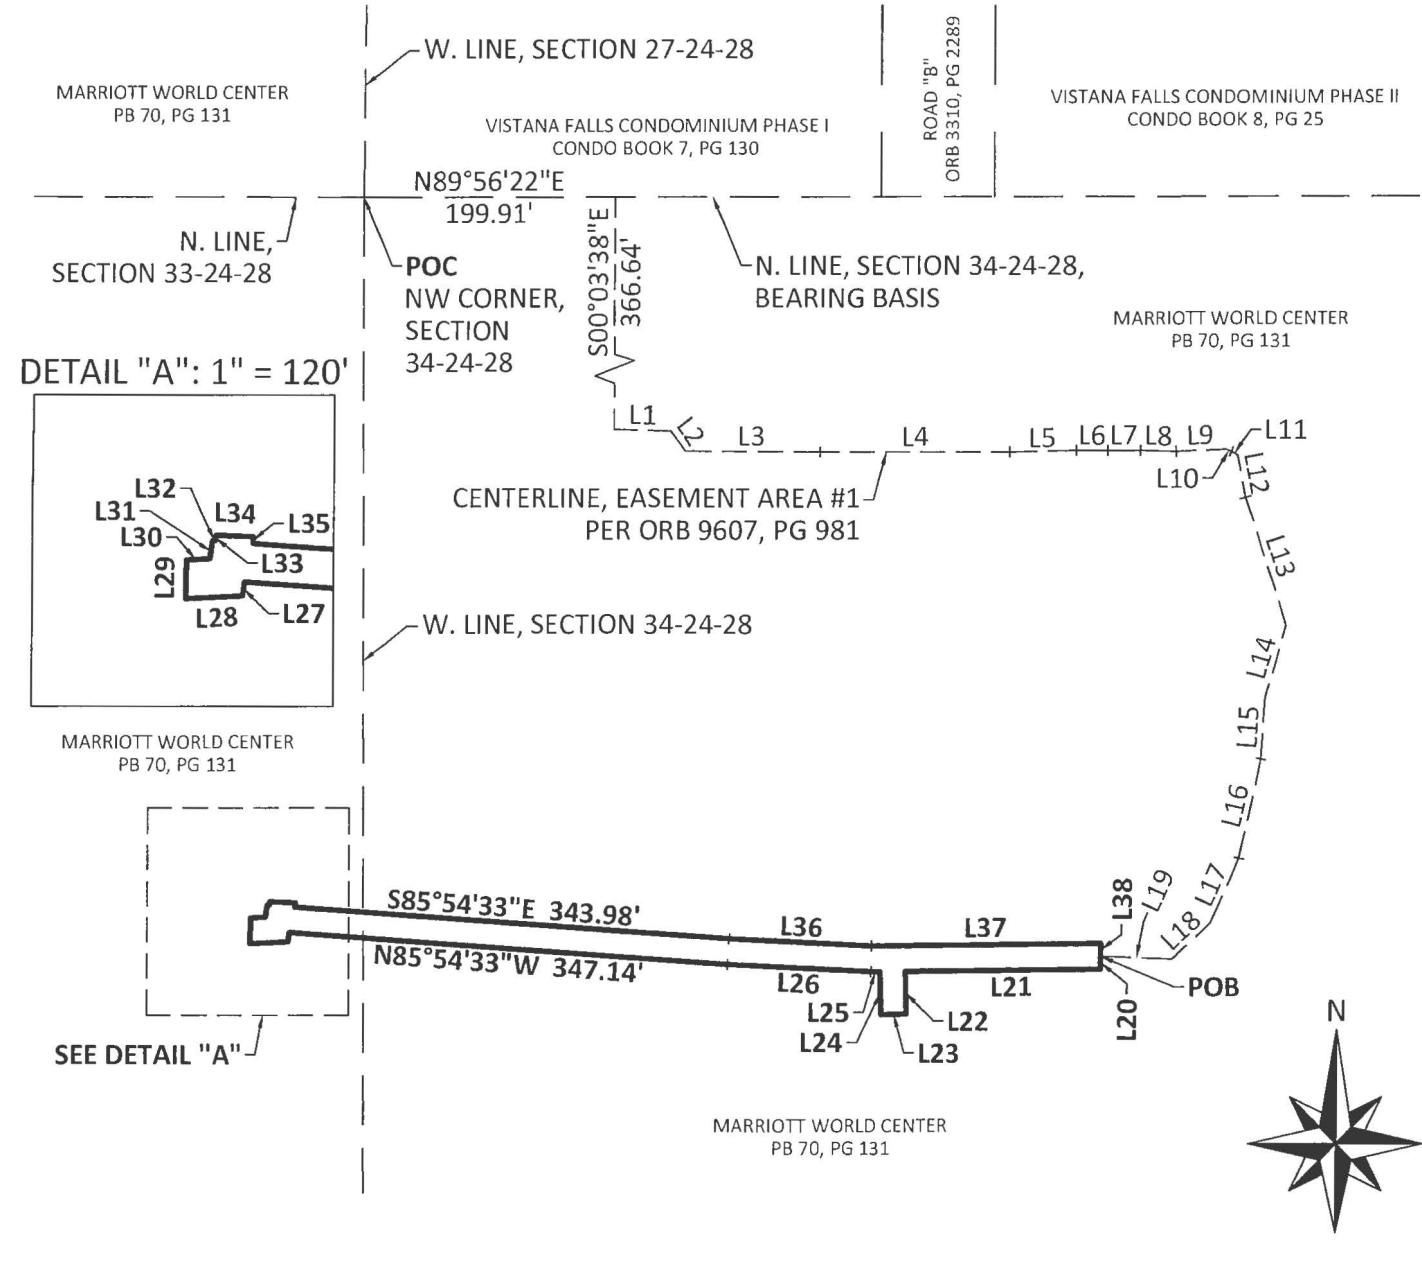 W. LINE, SECTION 27-24-28
MARRIOTT WORLD CENTER
PB 70, PG 131
VISTANA FALLS CONDOMINIUM PHASE I
CONDO BOOK 7, PG 130
ROAD "B"
ORB 3310, PG 2289
VISTANA FALLS CONDOMINIUM PHASE II
CONDO BOOK 8, PG 25
N89°56'22"E
199.91'
N. LINE,
SECTION 33-24-28
POC
NW CORNER,
SECTION
34-24-28
S00°03'38"E
366.64'
N. LINE, SECTION 34-24-28,
BEARING BASIS
MARRIOTT WORLD CENTER
PB 70, PG 131
DETAIL "A": 1" = 120'
L32
L31
L34
L35
L30
L33
L29
L28
L27
L1
L2
L3
L4
L5
L6
L7
L8
L9
L10
L11
L12
L13
L14
L15
L16
L17
L18
L19
CENTERLINE, EASEMENT AREA #1
PER ORB 9607, PG 981
W. LINE, SECTION 34-24-28
MARRIOTT WORLD CENTER
PB 70, PG 131
S85°54'33"E 343.98'
N85°54'33"W 347.14'
L36
L37
L38
L26
L25
L24
L23
L22
L21
L20
POB
SEE DETAIL "A"
N
MARRIOTT WORLD CENTER
PB 70, PG 131